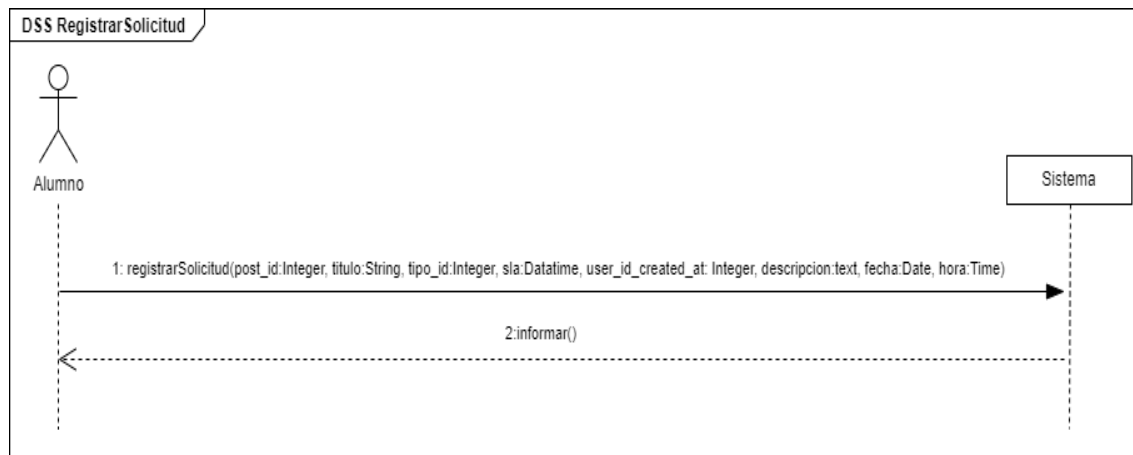 DSS RegistrarSolicitud
Alumno
Sistema
1: registrarSolicitud(post_id:Integer, titulo:String, tipo_id:Integer, sla:Datatime, user_id_created_at: Integer, descripcion:text, fecha:Date, hora:Time)
2:informar()